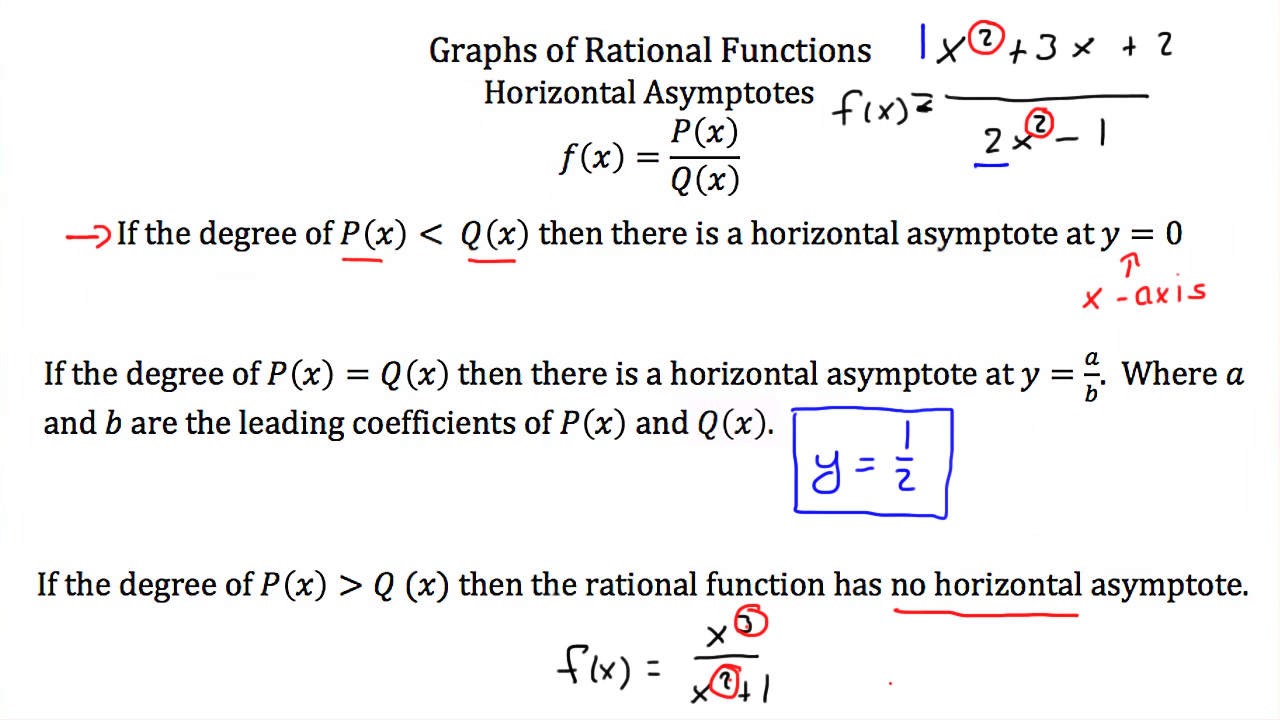 Graphs of Rational Functions
Horizontal Asymptotes
f(x) = P(x)/Q(x)
f(x) = 1x²+3x+2/2x²-1
→ If the degree of P(x) < Q(x) then there is a horizontal asymptote at y = 0
↑
x-axis
If the degree of P(x) = Q(x) then there is a horizontal asymptote at y = a/b. Where a
and b are the leading coefficients of P(x) and Q(x).
y = 1/2
If the degree of P(x) > Q (x) then the rational function has no horizontal asymptote.
f(x) = x³/x²+1